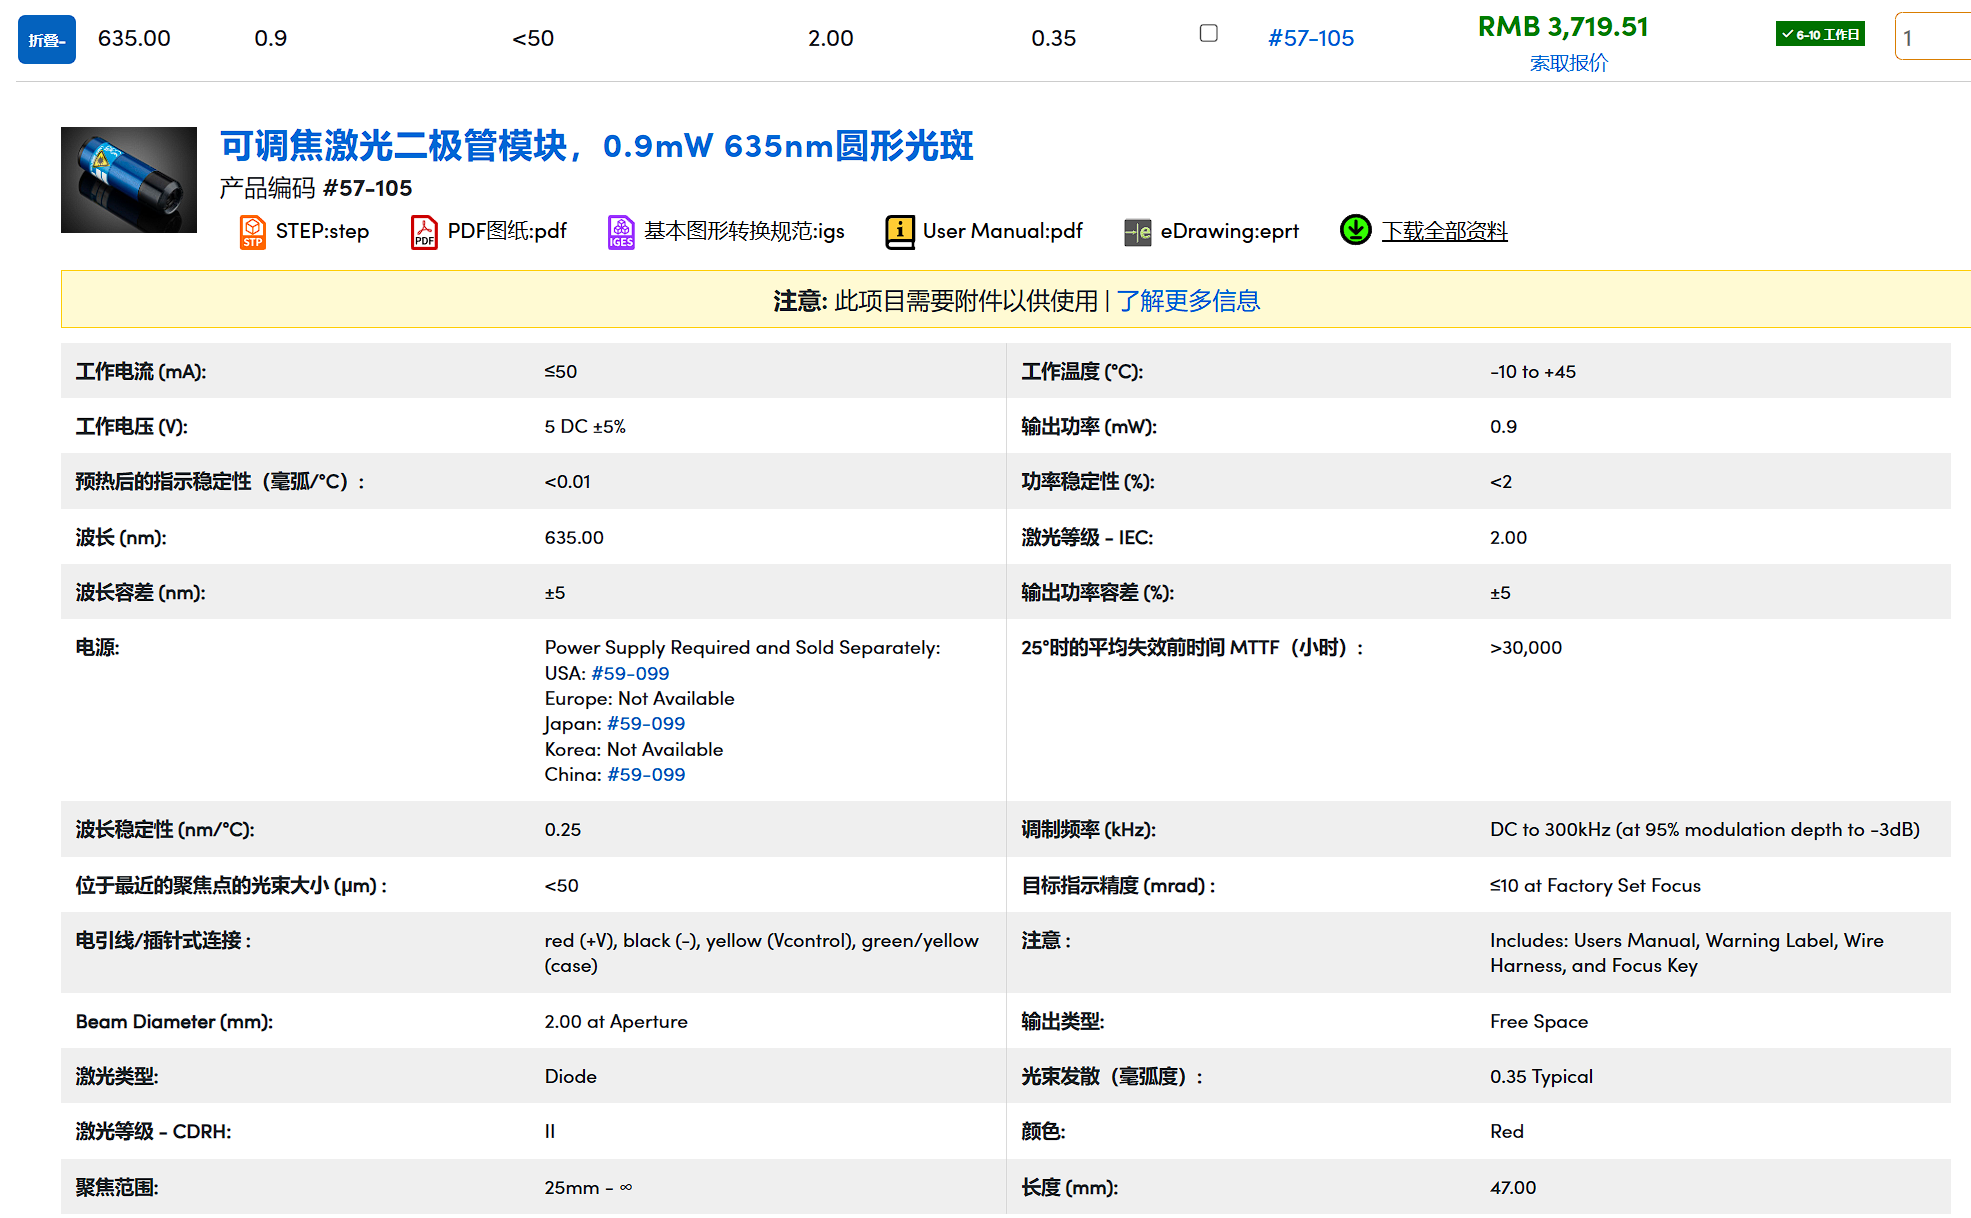 折叠- 635.00 0.9 <50 2.00 0.35 #57-105 RMB 3,719.51 6-10 工作日 1
索取报价
可调焦激光二极管模块，0.9mW 635nm圆形光斑
产品编码 #57-105
STP STEP:step PDF PDF图纸:pdf IGES 基本图形转换规范:igs User Manual:pdf eDrawing:eprt 下载全部资料
注意: 此项目需要附件以供使用 | 了解更多信息
工作电流 (mA): ≤50 工作温度 (°C): -10 to +45
工作电压 (V): 5 DC ±5% 输出功率 (mW): 0.9
预热后的指示稳定性（毫弧/°C）: <0.01 功率稳定性 (%): <2
波长 (nm): 635.00 激光等级 - IEC: 2.00
波长容差 (nm): ±5 输出功率容差 (%): ±5
电源: Power Supply Required and Sold Separately: 25°时的平均失效前时间 MTTF（小时）: >30,000
USA: #59-099
Europe: Not Available
Japan: #59-099
Korea: Not Available
China: #59-099
波长稳定性 (nm/°C): 0.25 调制频率 (kHz): DC to 300kHz (at 95% modulation depth to -3dB)
位于最近的聚焦点的光束大小 (μm) : <50 目标指示精度 (mrad) : ≤10 at Factory Set Focus
电引线/插针式连接 : red (+V), black (-), yellow (Vcontrol), green/yellow 注意 : Includes: Users Manual, Warning Label, Wire
(case) Harness, and Focus Key
Beam Diameter (mm): 2.00 at Aperture 输出类型: Free Space
激光类型: Diode 光束发散（毫弧度）: 0.35 Typical
激光等级 - CDRH: II 颜色: Red
聚焦范围: 25mm - ∞ 长度 (mm): 47.00